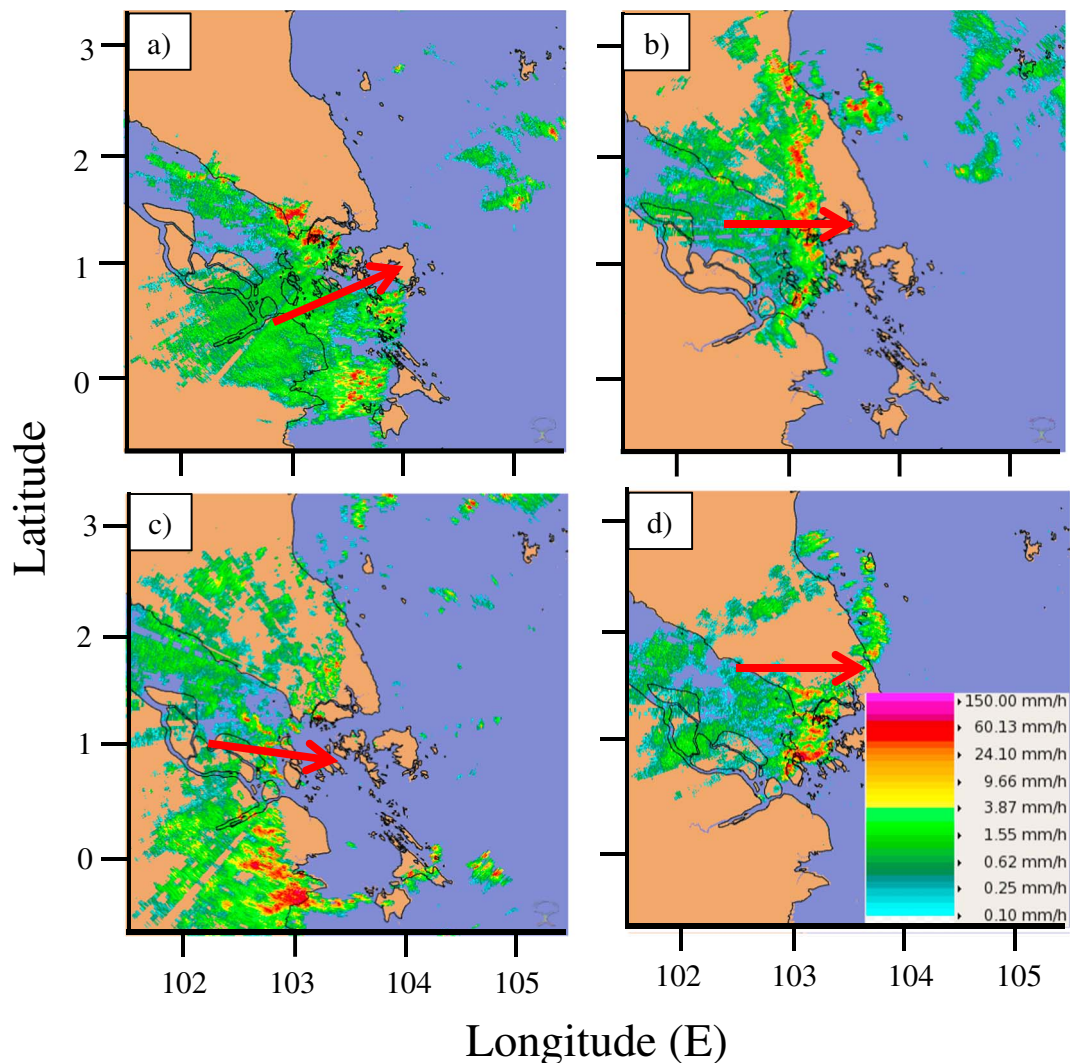 a)
b)
3
2
1
0
c)
d)
3
2
1
0
150.00 mm/h
60.13 mm/h
24.10 mm/h
9.66 mm/h
3.87 mm/h
1.55 mm/h
0.62 mm/h
0.25 mm/h
0.10 mm/h
102 103 104 105
102 103 104 105
Latitude
Longitude (E)